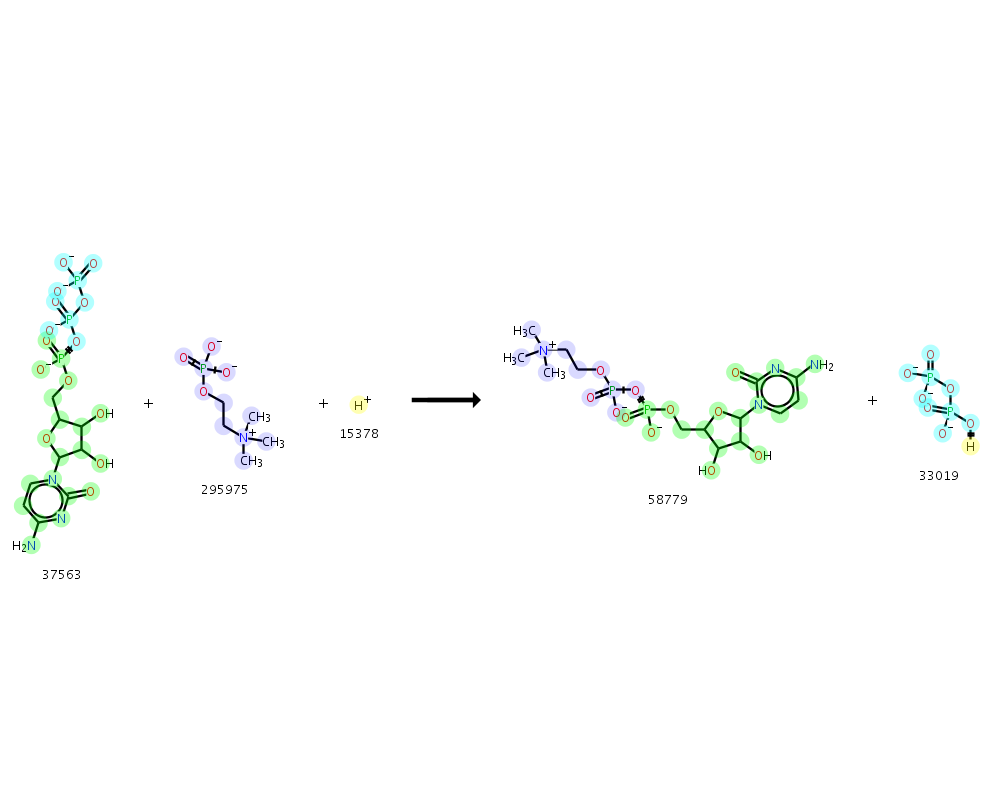 O⁻ O
P
O⁻ O
O P
O⁻ O
O P
O⁻ O
OH
O
OH
N
O
N
H₂N
37563
+
O⁻
O P O⁻
O
CH₃
N⁺ CH₃
CH₃
295975
+
H⁺
15378
H₃C
N⁺
H₃C
CH₃
O
P O
O O⁻
O P O
O⁻
O
HO
OH
N
O
N
NH₂
58779
+
O
O⁻ P
O
O⁻
O P
O⁻ O
H
33019